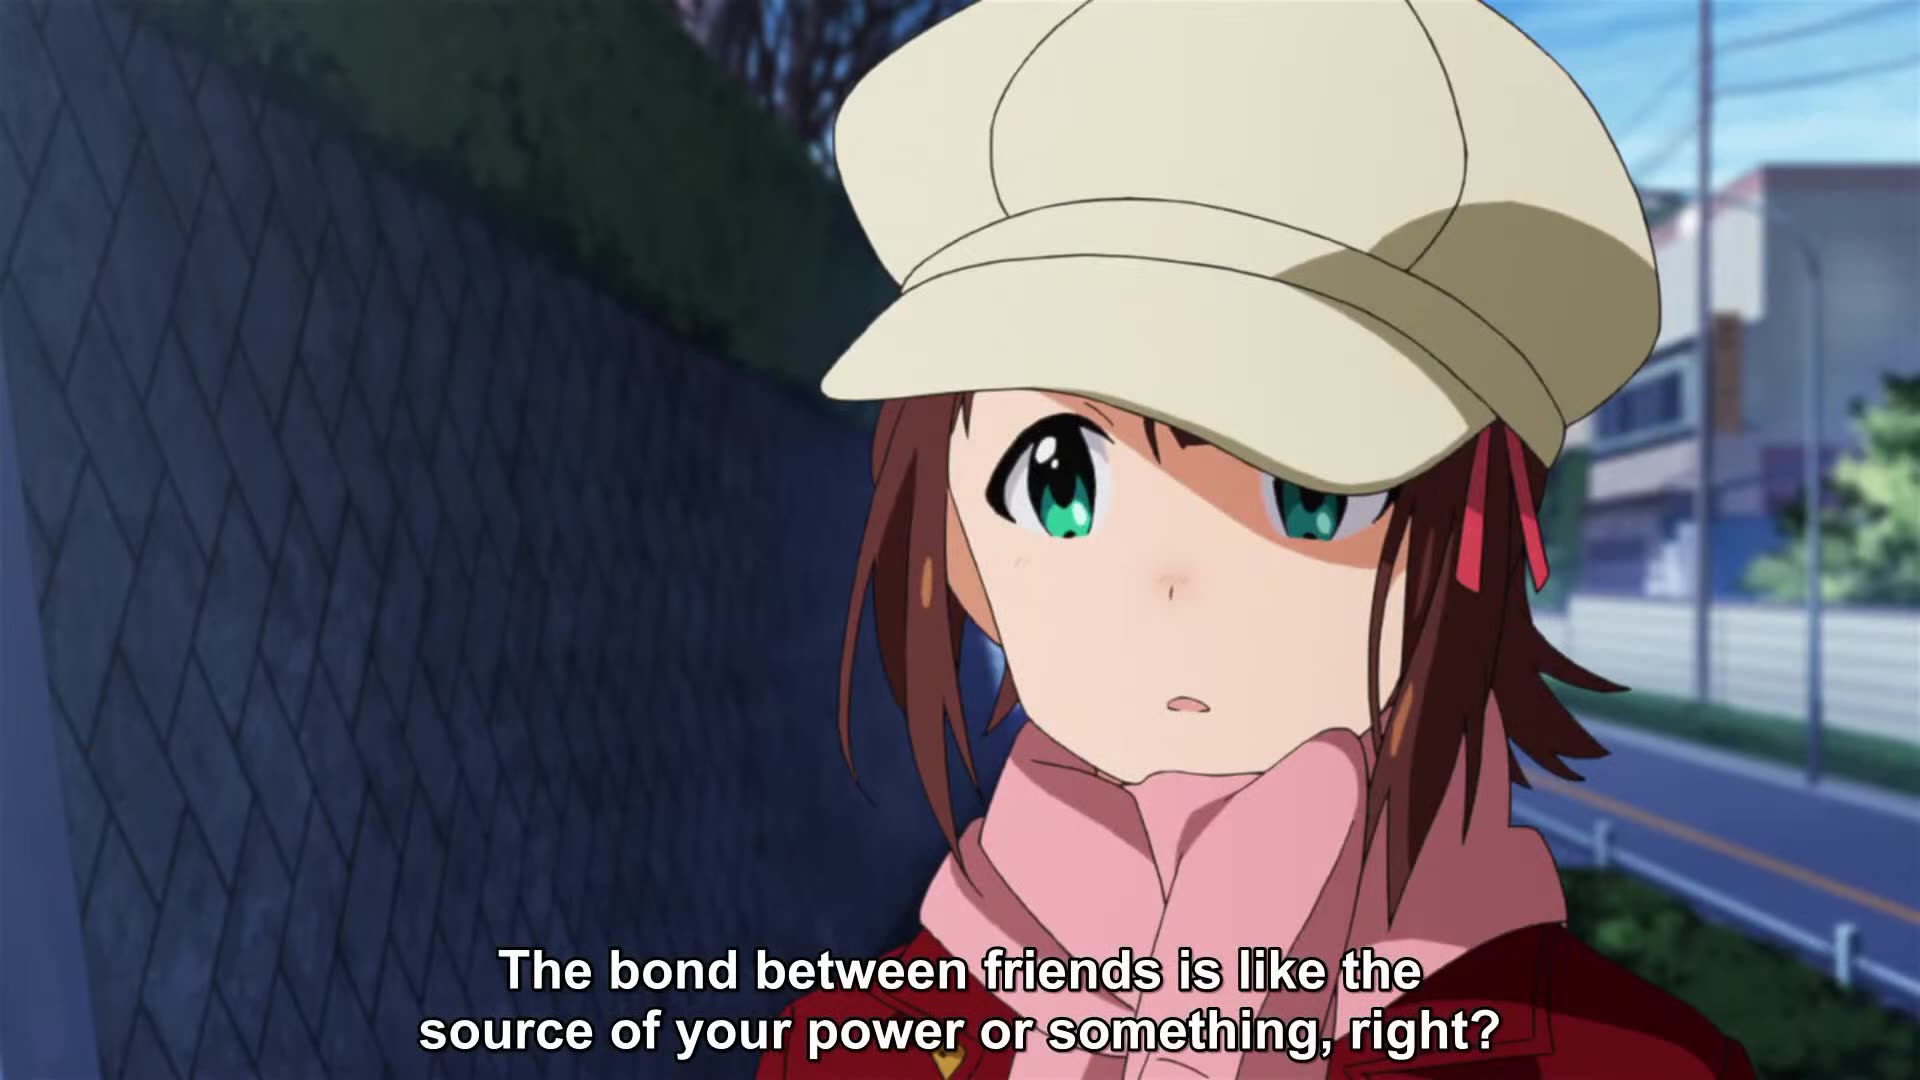 The bond between friends is like the
source of your power or something, right?